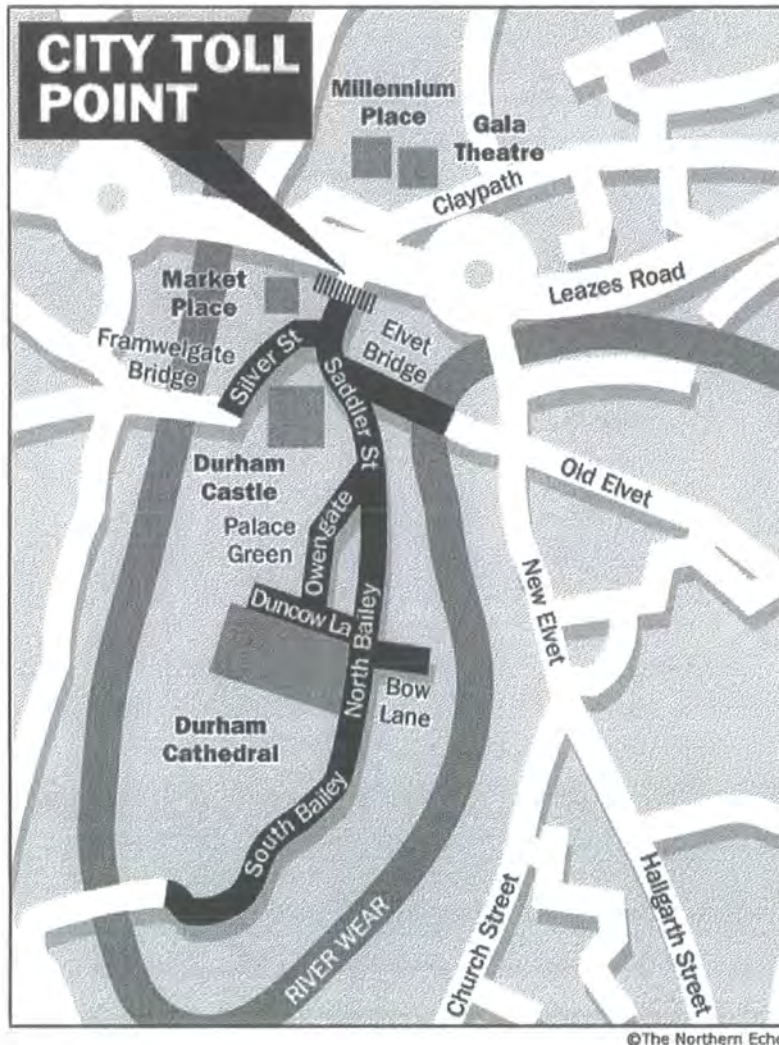 CITY TOLL
POINT
Millennium
Place
Gala
Theatre
Claypath
Market
Place
Leazes Road
Framwelgate
Bridge
Silver St
Elvet
Bridge
Saddler St
Durham
Castle
Old Elvet
Palace
Green
Owengate
New Elvet
Duncow La
North Bailey
Bow
Lane
Durham
Cathedral
South Bailey
RIVER WEAR
Church Street
Hallgarth Street
©The Northern Echo